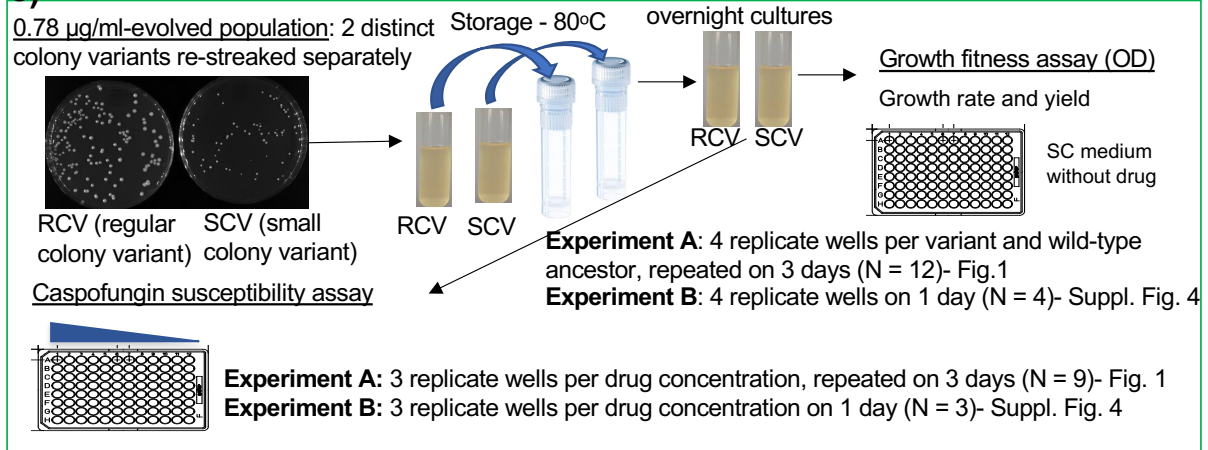 0.78 µg/ml-evolved population: 2 distinct
colony variants re-streaked separately
Storage - 80ºC
overnight cultures
RCV (regular
colony variant)
SCV (small
colony variant)
RCV
SCV
RCV
SCV
Growth fitness assay (OD)
Growth rate and yield
SC medium
without drug
Experiment A: 4 replicate wells per variant and wild-type
ancestor, repeated on 3 days (N = 12)- Fig.1
Experiment B: 4 replicate wells on 1 day (N = 4)- Suppl. Fig. 4
Caspofungin susceptibility assay
Experiment A: 3 replicate wells per drug concentration, repeated on 3 days (N = 9)- Fig. 1
Experiment B: 3 replicate wells per drug concentration on 1 day (N = 3)- Suppl. Fig. 4